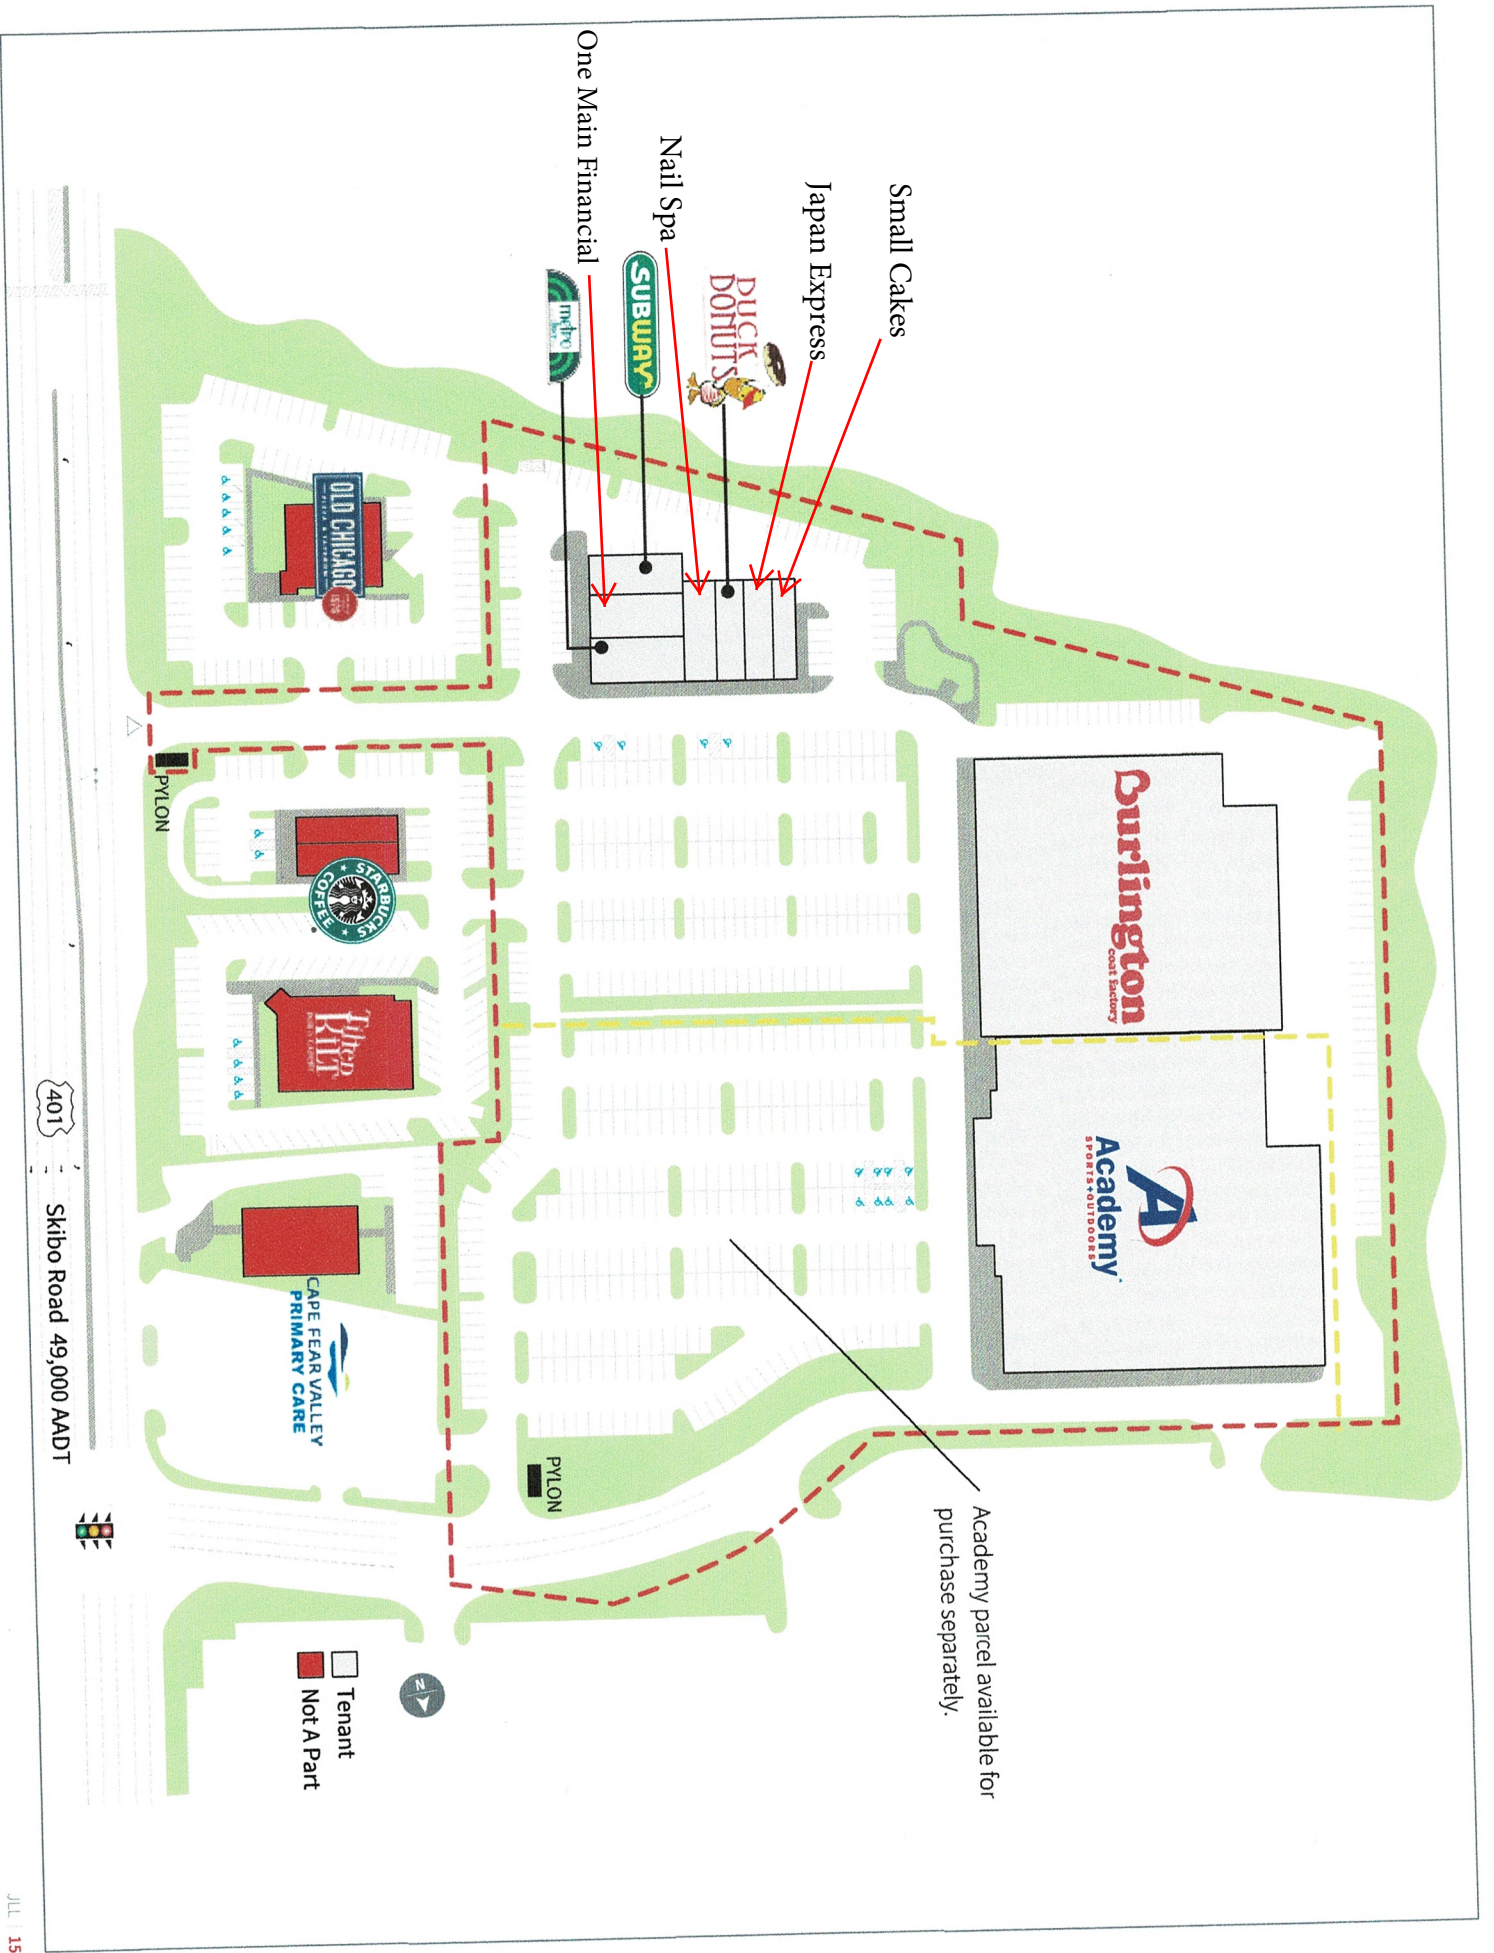 Small Cakes
Japan Express
DUCK
DONUTS
Nail Spa
SUBWAY
One Main Financial
metro
Burlington
coat factory
Academy
SPORTS+OUTDOORS
Academy parcel available for
purchase separately.
OLD CHICAGO
PYLON
STARBUCKS
COFFEE
Tilted
KILT
CAPE FEAR VALLEY
PRIMARY CARE
PYLON
N
Tenant
Not A Part
401
Skibo Road 49,000 AADT
JLL | 15